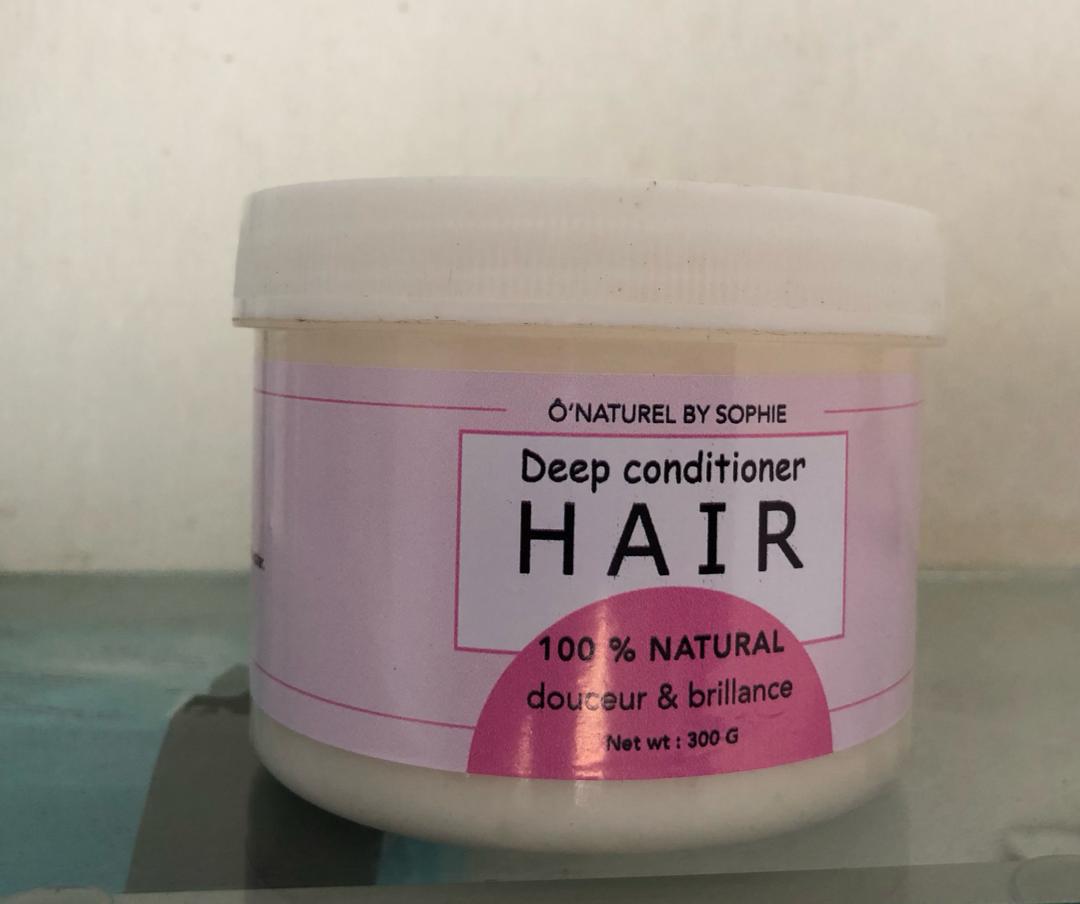 Ô'NATUREL BY SOPHIE
Deep conditioner
HAIR
100 % NATURAL
douceur & brillance
Net wt : 300 G